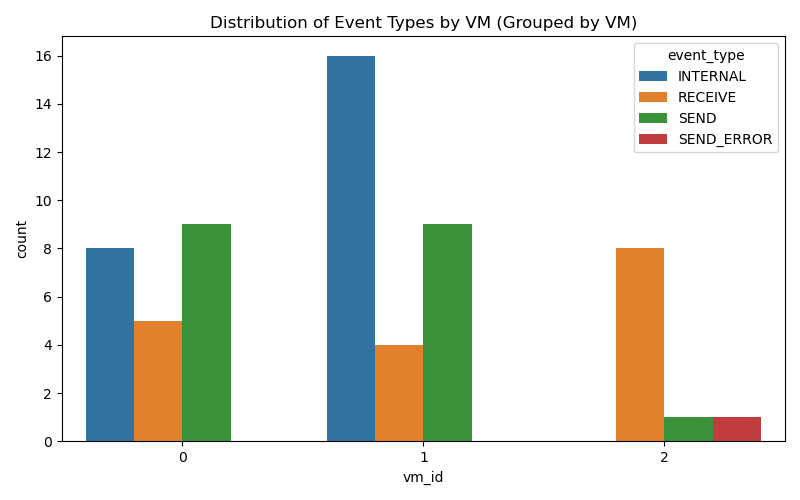 Distribution of Event Types by VM (Grouped by VM)
event_type
INTERNAL
RECEIVE
SEND
SEND_ERROR
count
16
14
12
10
8
6
4
2
0
0 1 2
vm_id